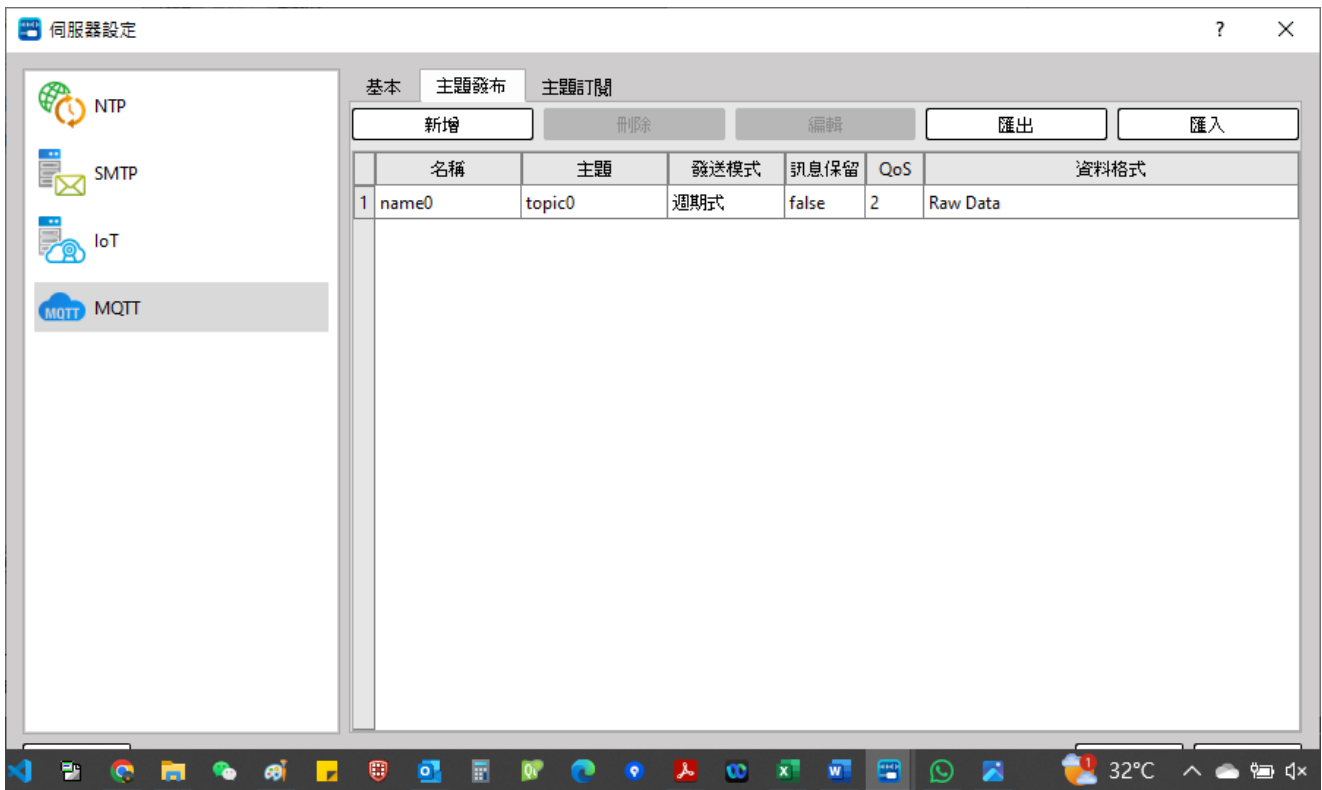 伺服器設定
?
NTP
SMTP
IoT
MQTT MQTT
基本 主題發布 主題訂閱
新增 刪除 編輯 匯出 匯入
名稱 主題 發送模式 訊息保留 QoS 資料格式
1 name0 topic0 週期式 false 2 Raw Data
1 32°C